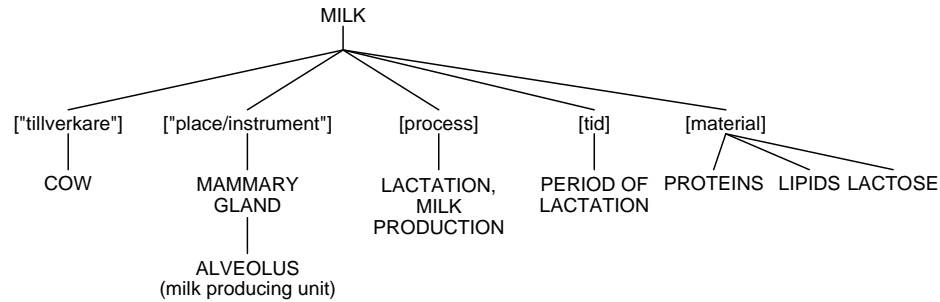 MILK
["tillverkare"] ["place/instrument"] [process] [tid] [material]
COW MAMMARY LACTATION, PERIOD OF PROTEINS LIPIDS LACTOSE
GLAND MILK LACTATION
PRODUCTION
ALVEOLUS
(milk producing unit)